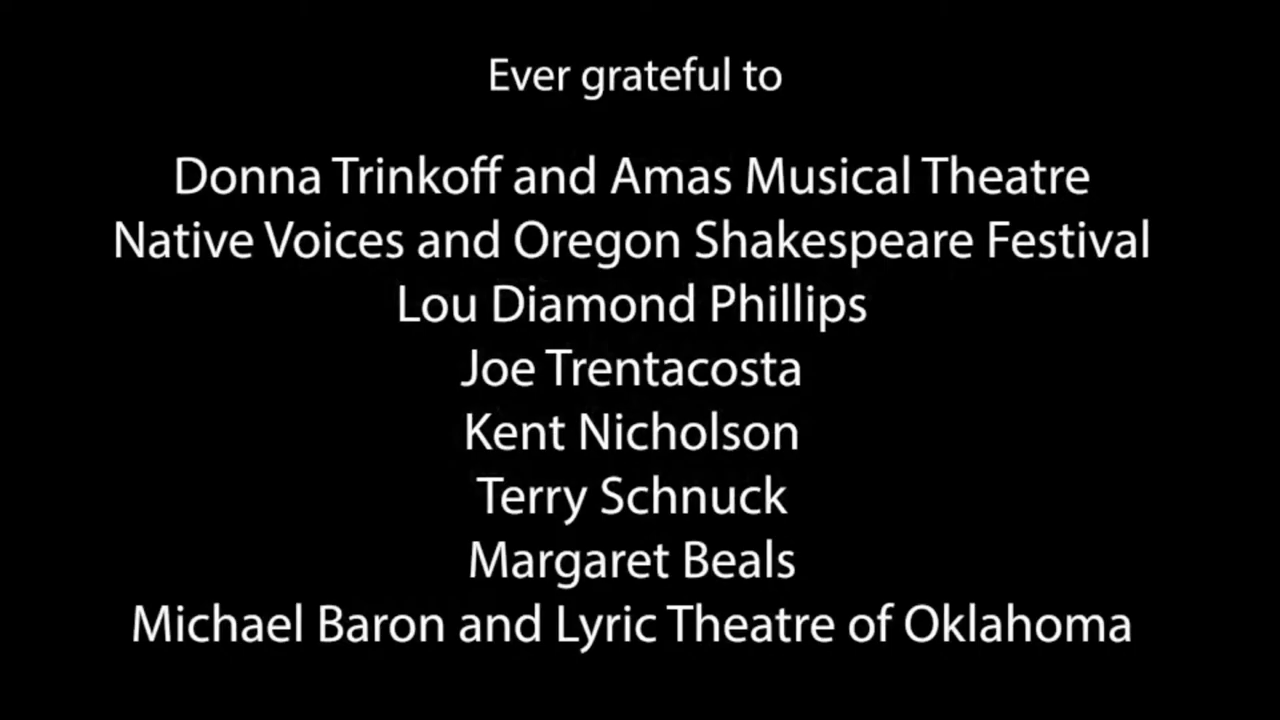 Ever grateful to
Donna Trinkoff and Amas Musical Theatre
Native Voices and Oregon Shakespeare Festival
Lou Diamond Phillips
Joe Trentacosta
Kent Nicholson
Terry Schnuck
Margaret Beals
Michael Baron and Lyric Theatre of Oklahoma